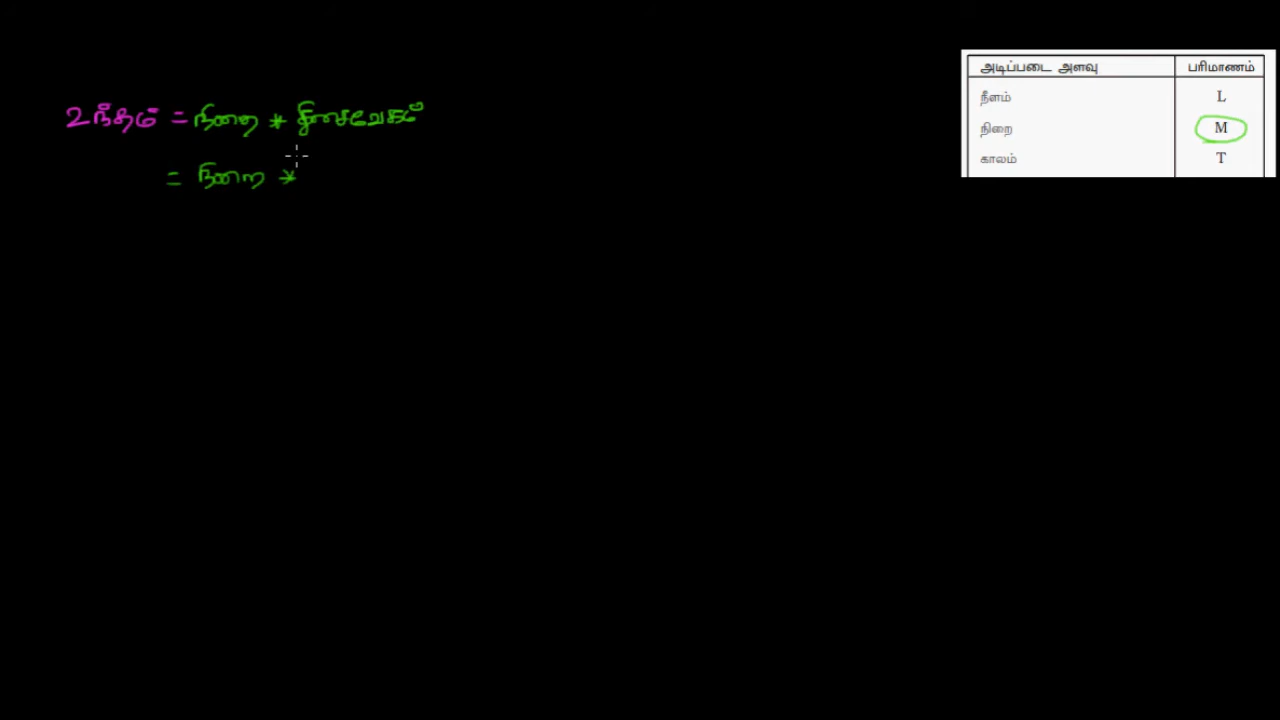 உந்தம் = நிறை * திசைவேகம்
= நிறை *
அடிப்படை அளவு பரிமாணம்
நீளம் L
நிறை M
காலம் T